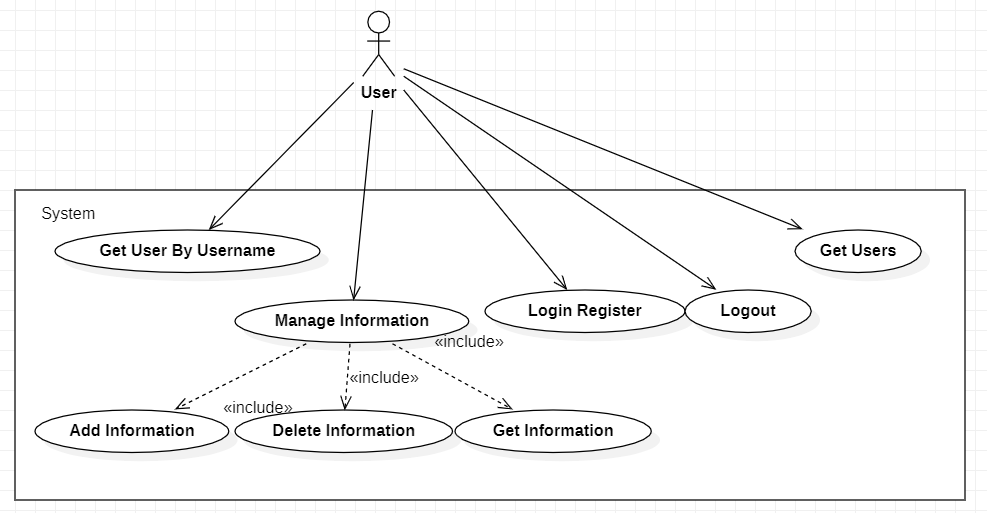 User
System
Get User By Username
Get Users
Manage Information
Login Register
Logout
«include»
«include»
«include»
Add Information
Delete Information
Get Information